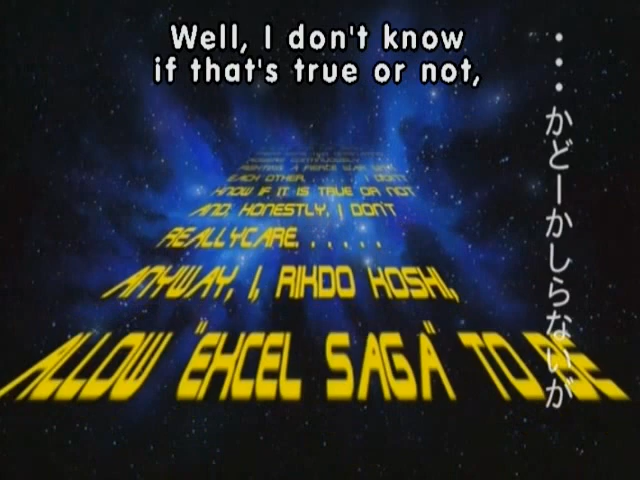 Well, I don't know
if that's true or not,
・・・かどーかしらないが
EACH OTHER. . . . . . I DON'T
KNOW IF IT IS TRUE OR NOT
AND, HONESTLY, I DON'T
REALLYCARE. . . . . .
ANYWAY, I, RIKDO KOSHI,
ALLOW "EXCEL SAGA" TO BE